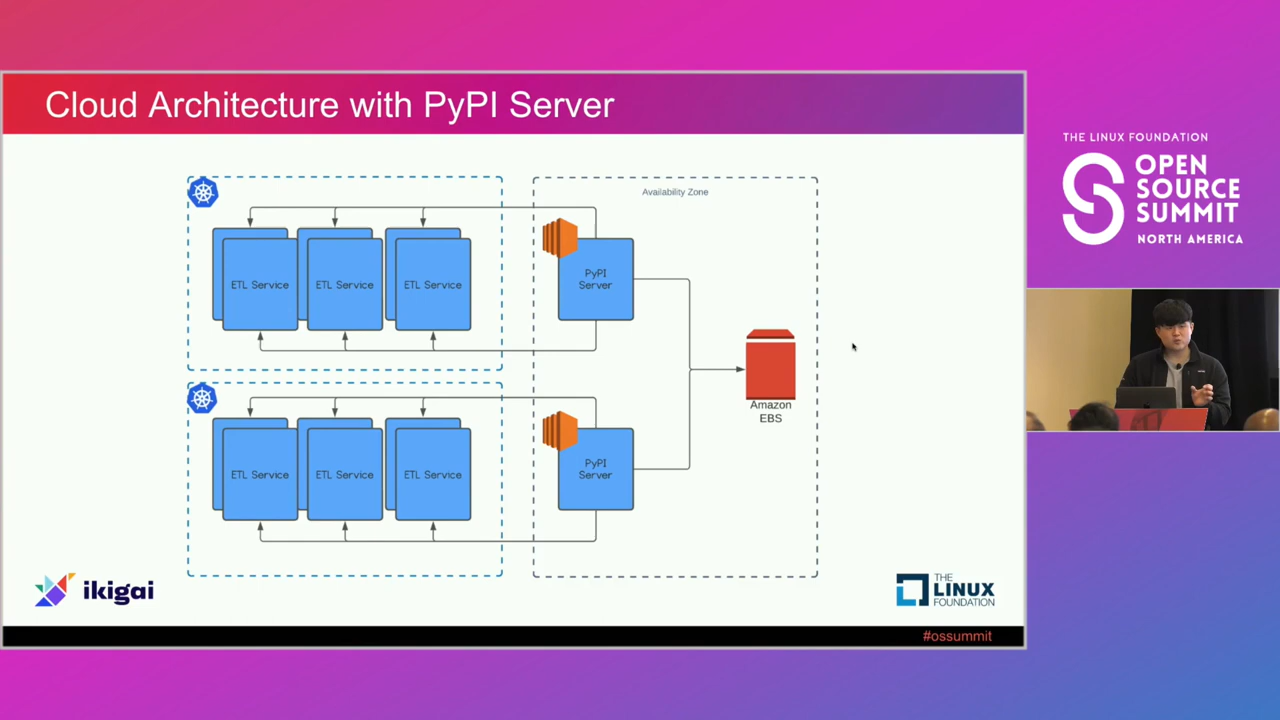 Cloud Architecture with PyPI Server
THE LINUX FOUNDATION
OPEN
SOURCE
SUMMIT
NORTH AMERICA
Availability Zone
ETL Service
ETL Service
ETL Service
PyPI
Server
Amazon
EBS
ETL Service
ETL Service
ETL Service
PyPI
Server
ikigai
THE
LINUX
FOUNDATION
#ossummit